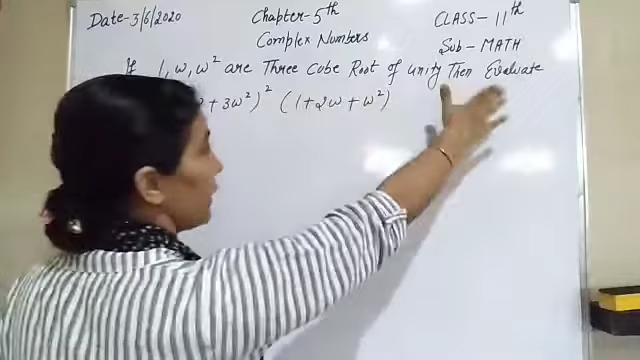 Date-3/6/2020 Chapter-5th CLASS-11th
Complex Numbers Sub-MATH
If 1, ω, ω² are Three cube Root of unity Then Evaluate
+ 3ω²)² (1+2ω+ω²)